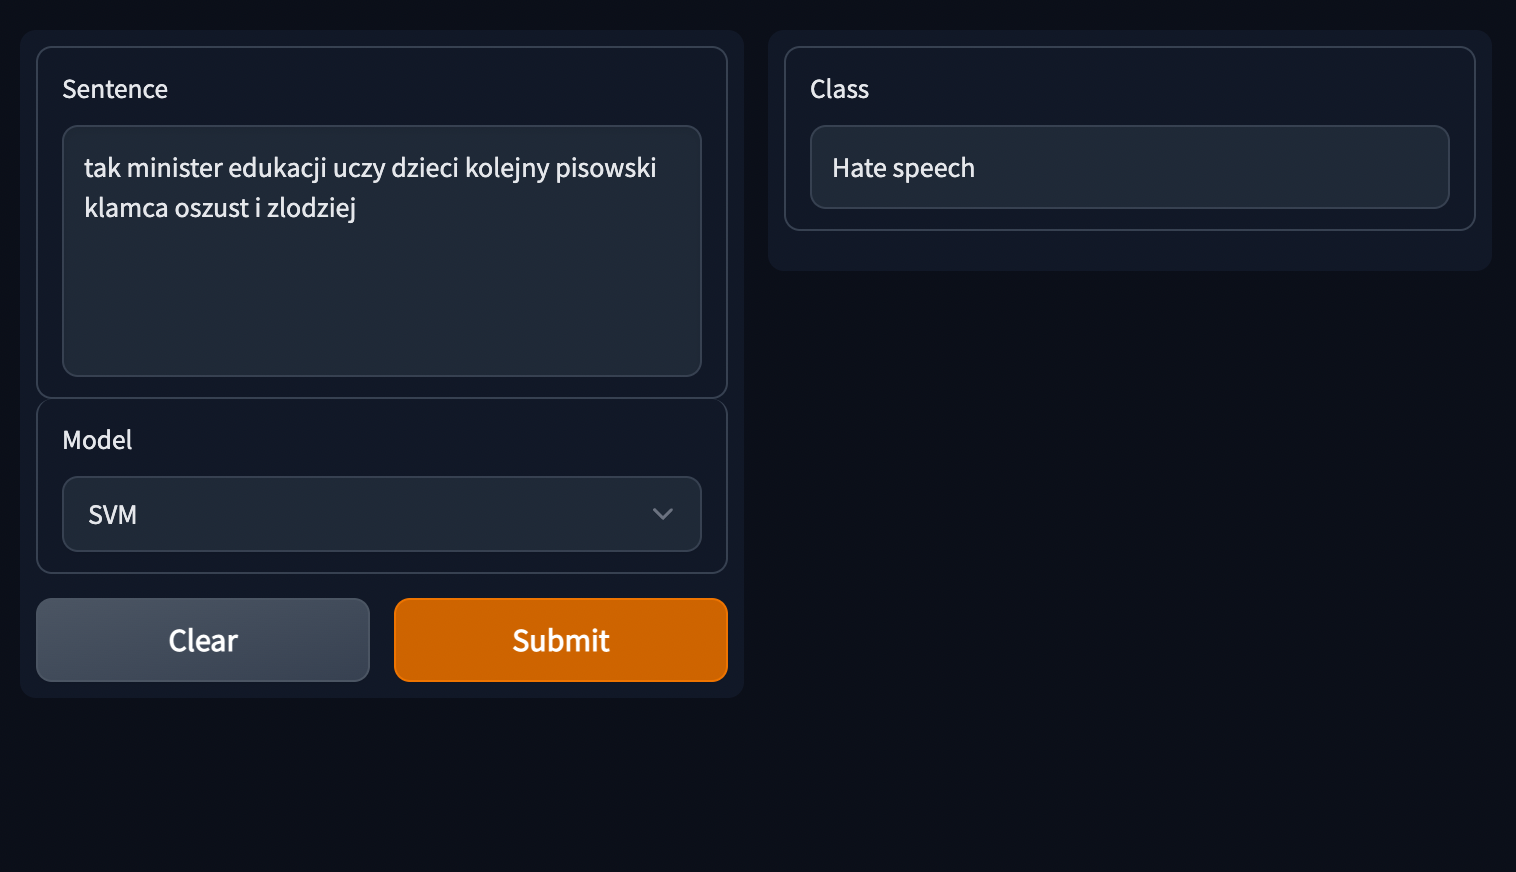 Sentence
tak minister edukacji uczy dzieci kolejny pisowski
klamca oszust i zlodziej
Model
SVM
Clear
Submit
Class
Hate speech